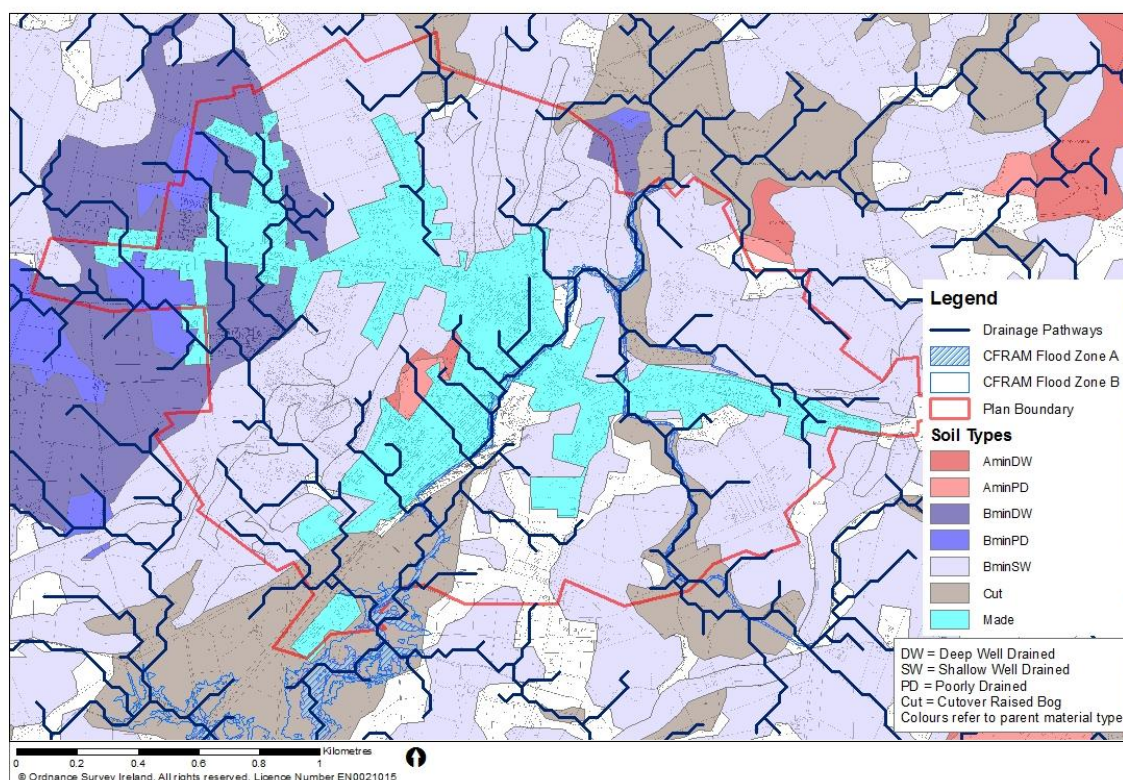 Legend
Drainage Pathways
CFRAM Flood Zone A
CFRAM Flood Zone B
Plan Boundary
Soil Types
AminDW
AminPD
BminDW
BminPD
BminSW
Cut
Made
DW = Deep Well Drained
SW = Shallow Well Drained
PD = Poorly Drained
Cut = Cutover Raised Bog
Colours refer to parent material type
Kilometres
0 0.2 0.4 0.6 0.8 1
© Ordnance Survey Ireland. All rights reserved. Licence Number EN0021015